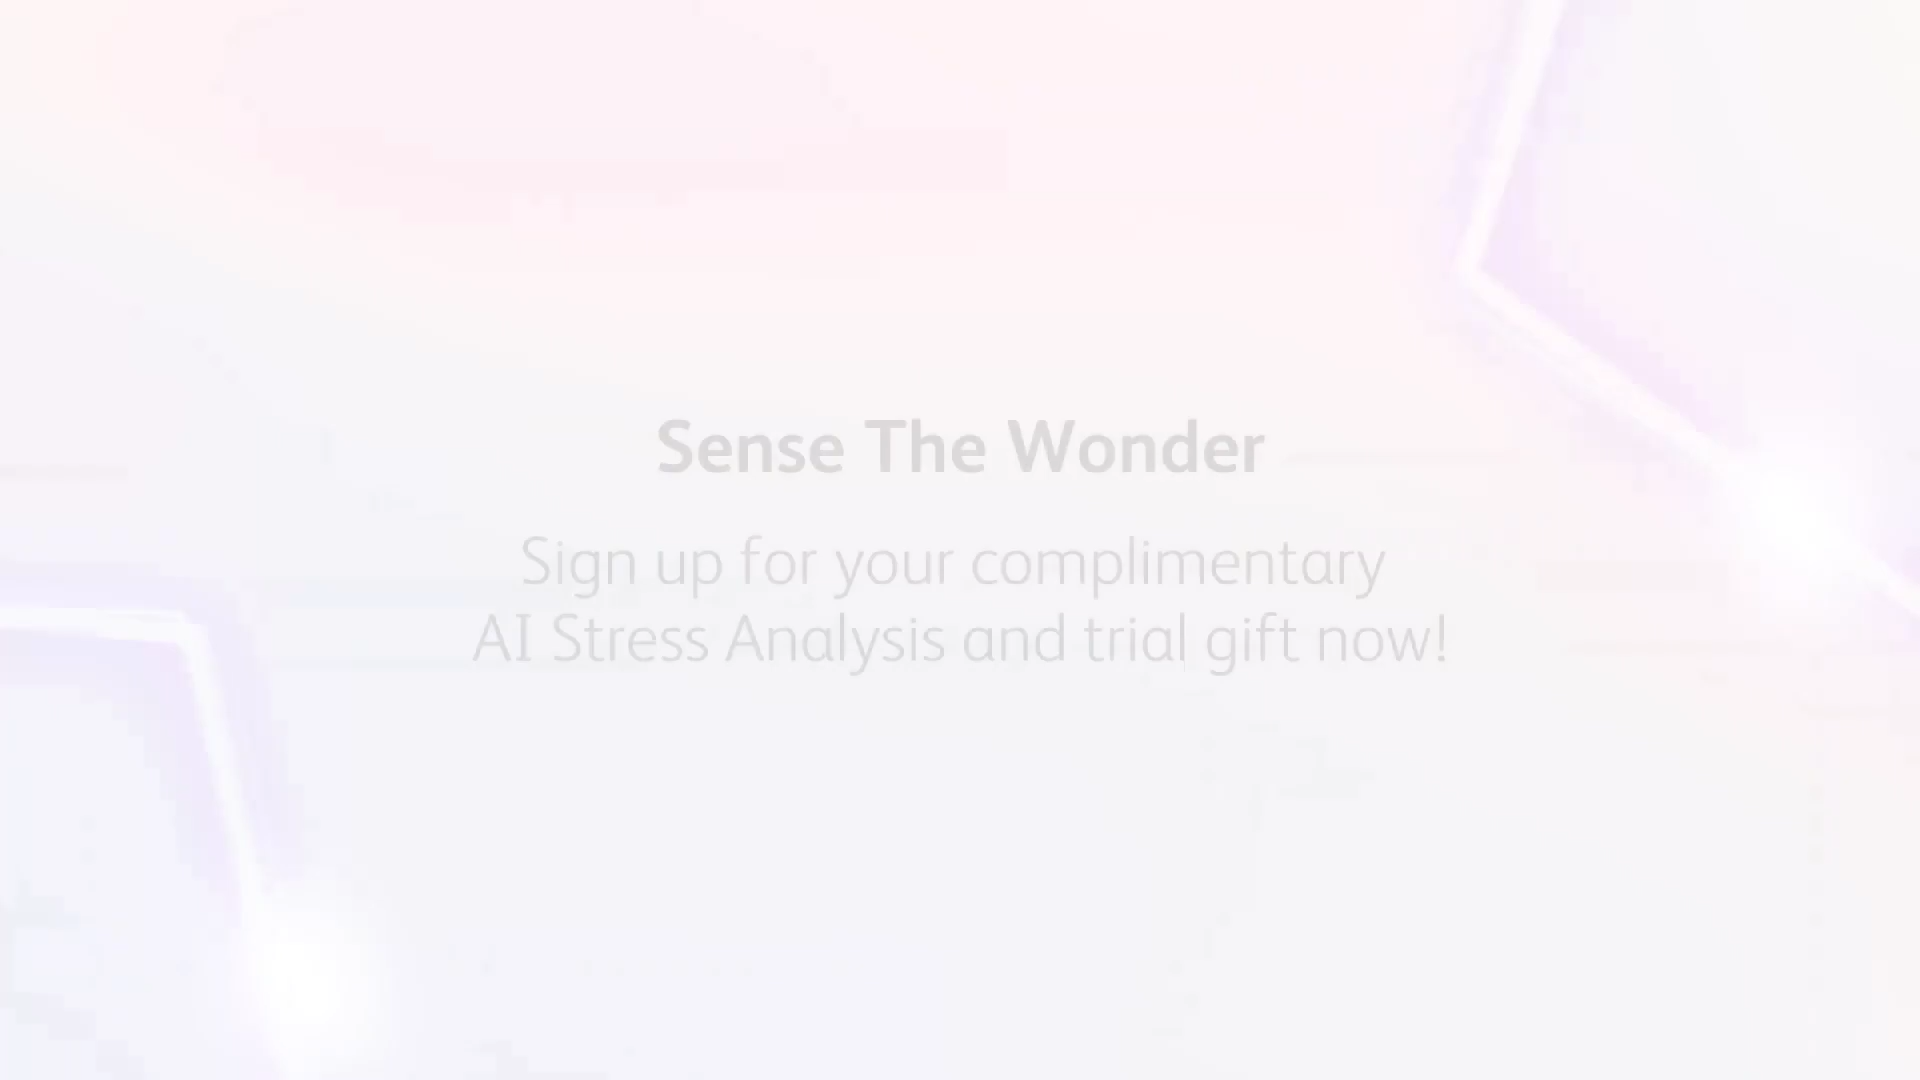 Sense The Wonder
Sign up for your complimentary
AI Stress Analysis and trial gift now!